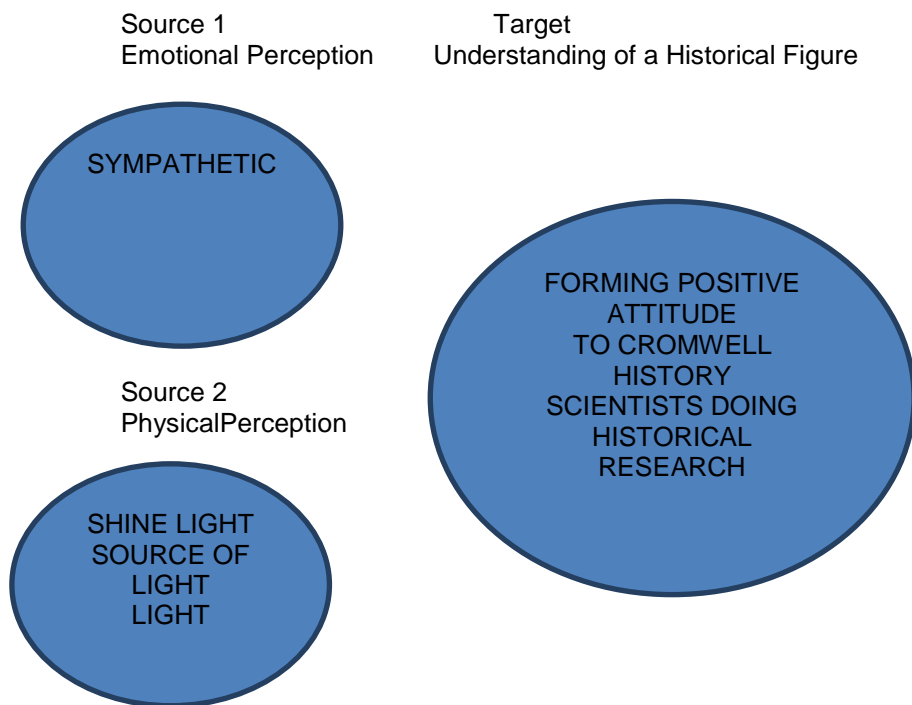 Source 1
Emotional Perception
Target
Understanding of a Historical Figure
SYMPATHETIC
FORMING POSITIVE
ATTITUDE
TO CROMWELL
HISTORY
SCIENTISTS DOING
HISTORICAL
RESEARCH
Source 2
PhysicalPerception
SHINE LIGHT
SOURCE OF
LIGHT
LIGHT